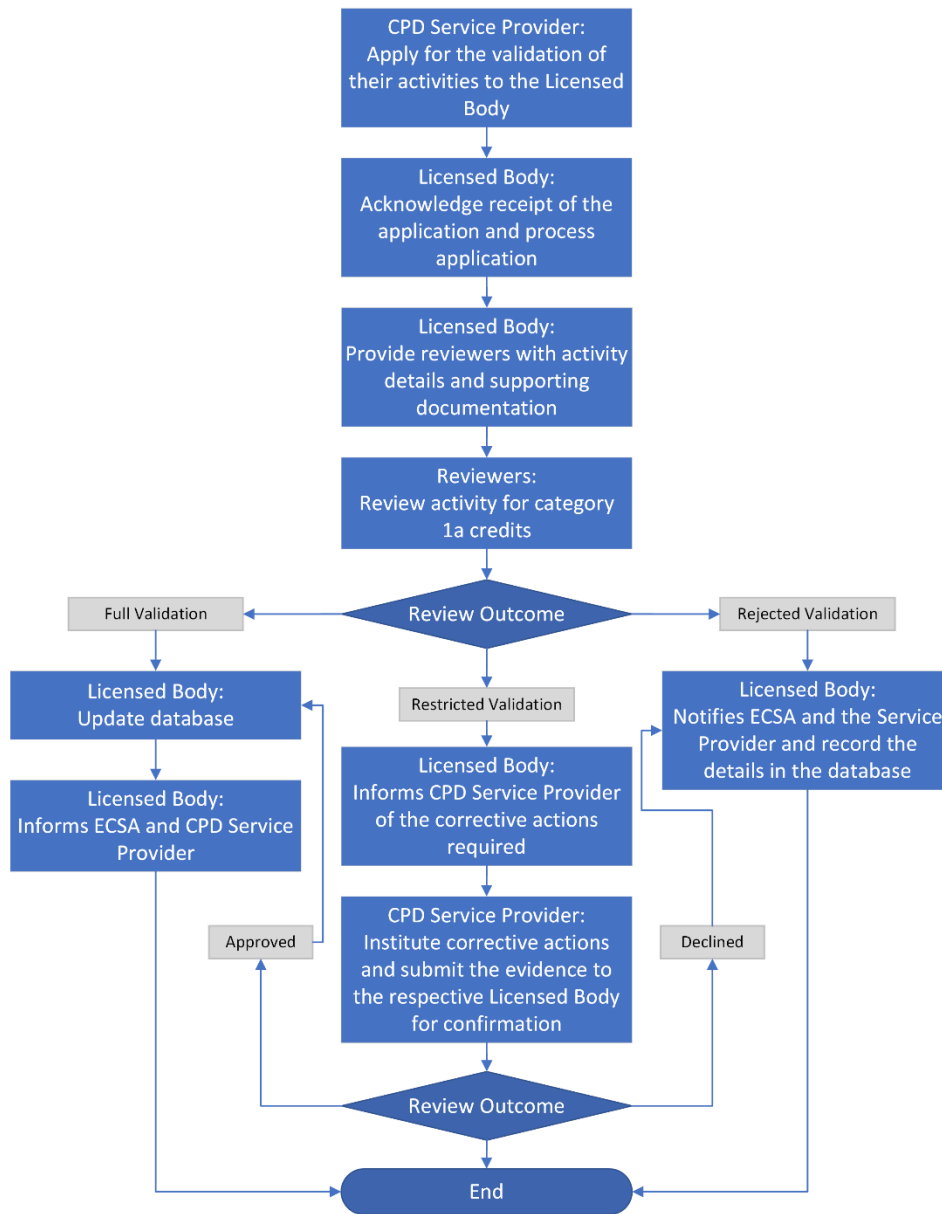 CPD Service Provider:
Apply for the validation of
their activities to the Licensed
Body
Licensed Body:
Acknowledge receipt of the
application and process
application
Licensed Body:
Provide reviewers with activity
details and supporting
documentation
Reviewers:
Review activity for category
1a credits
Review Outcome
Full Validation
Rejected Validation
Restricted Validation
Licensed Body:
Update database
Licensed Body:
Informs ECSA and CPD Service
Provider
Licensed Body:
Informs CPD Service Provider
of the corrective actions
required
Licensed Body:
Notifies ECSA and the Service
Provider and record the
details in the database
CPD Service Provider:
Institute corrective actions
and submit the evidence to
the respective Licensed Body
for confirmation
Approved
Declined
Review Outcome
End